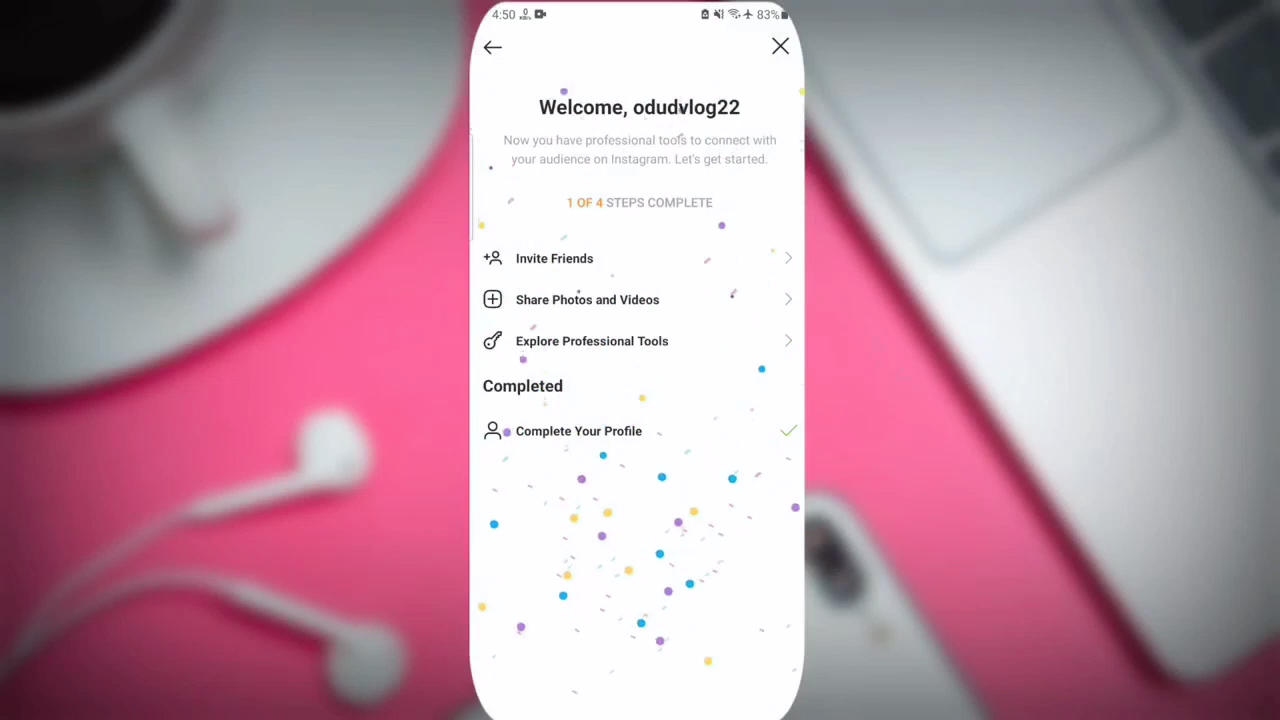 4:50 0 KB/s 83%
Welcome, odudvlog22
Now you have professional tools to connect with
your audience on Instagram. Let's get started.
1 OF 4 STEPS COMPLETE
Invite Friends
Share Photos and Videos
Explore Professional Tools
Completed
Complete Your Profile